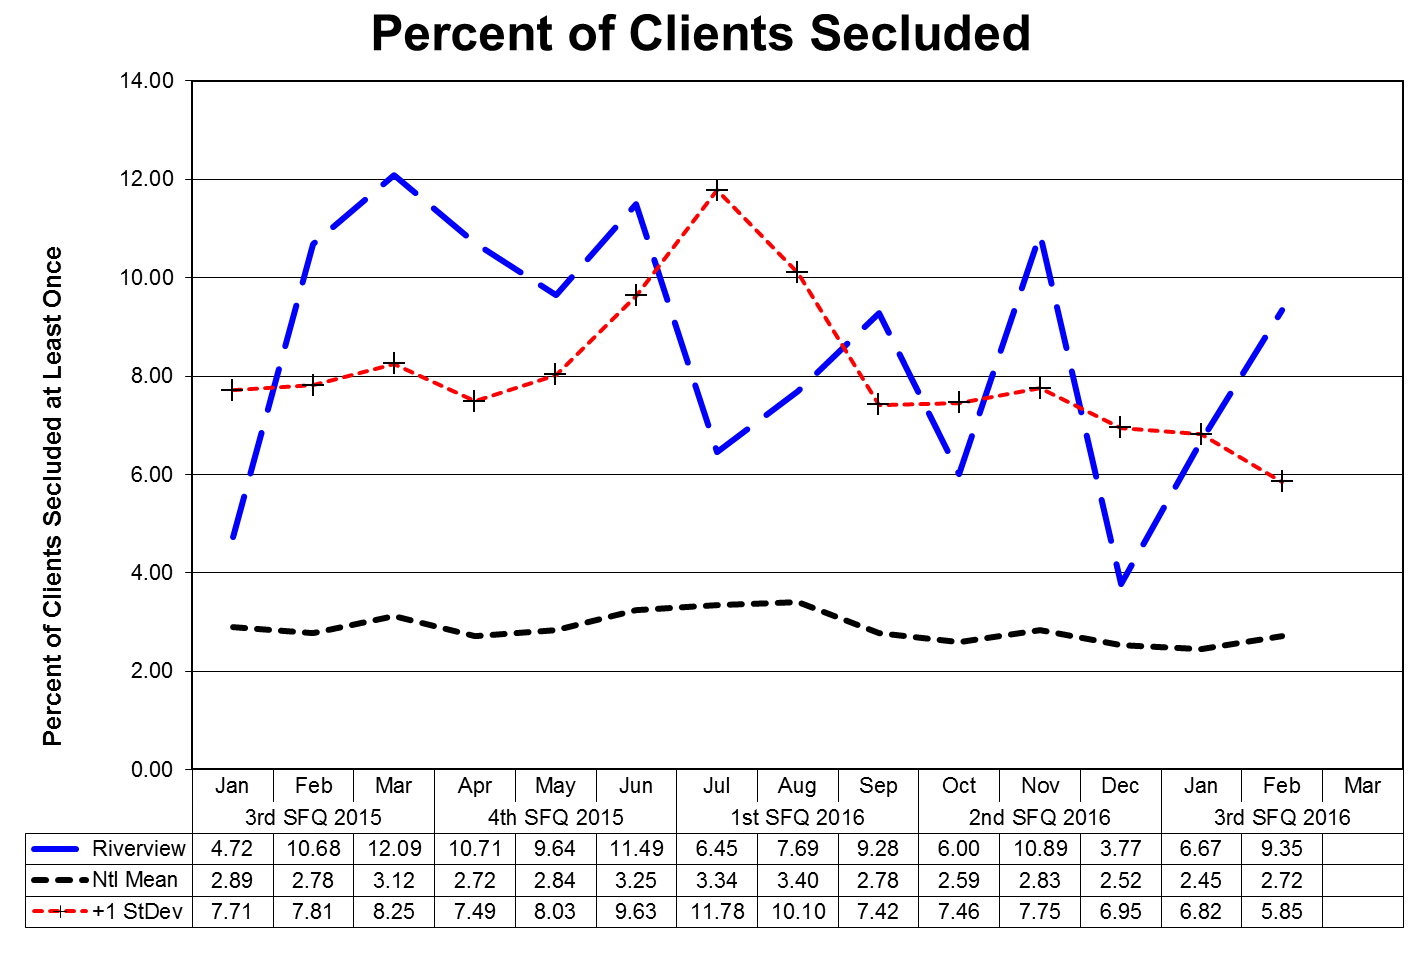 Percent of Clients Secluded
Percent of Clients Secluded at Least Once
14.00
12.00
10.00
8.00
6.00
4.00
2.00
0.00
Jan Feb Mar Apr May Jun Jul Aug Sep Oct Nov Dec Jan Feb Mar
3rd SFQ 2015 4th SFQ 2015 1st SFQ 2016 2nd SFQ 2016 3rd SFQ 2016
Riverview 4.72 10.68 12.09 10.71 9.64 11.49 6.45 7.69 9.28 6.00 10.89 3.77 6.67 9.35
Ntl Mean 2.89 2.78 3.12 2.72 2.84 3.25 3.34 3.40 2.78 2.59 2.83 2.52 2.45 2.72
+1 StDev 7.71 7.81 8.25 7.49 8.03 9.63 11.78 10.10 7.42 7.46 7.75 6.95 6.82 5.85